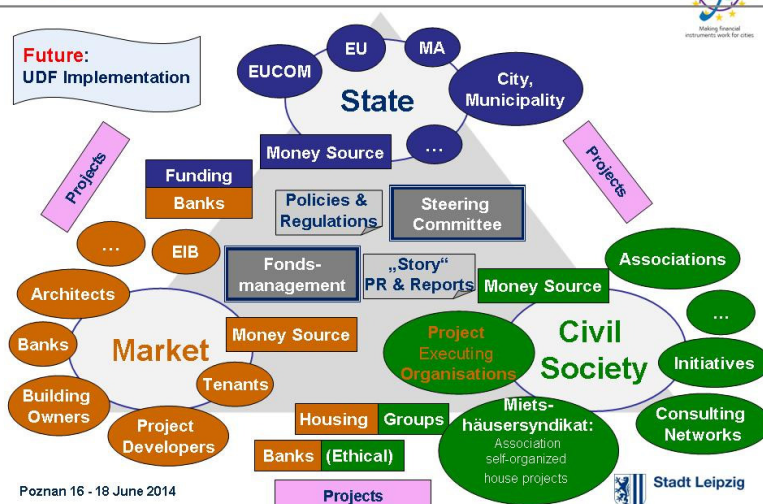 Making financial
instruments work for cities
Future:
UDF Implementation
EUCOM
EU
MA
City,
Municipality
State
Money Source
...
Projects
Projects
Funding
Banks
Policies &
Regulations
Steering
Committee
...
EIB
Fonds-
management
„Story“
PR & Reports
Associations
Money Source
Architects
...
Banks
Market
Money Source
Project
Executing
Organisations
Civil
Society
Initiatives
Tenants
Building
Owners
Project
Developers
Housing Groups
Banks (Ethical)
Miets-
häusersyndikat:
Association
self-organized
house projects
Consulting
Networks
Poznan 16 - 18 June 2014
Projects
Stadt Leipzig